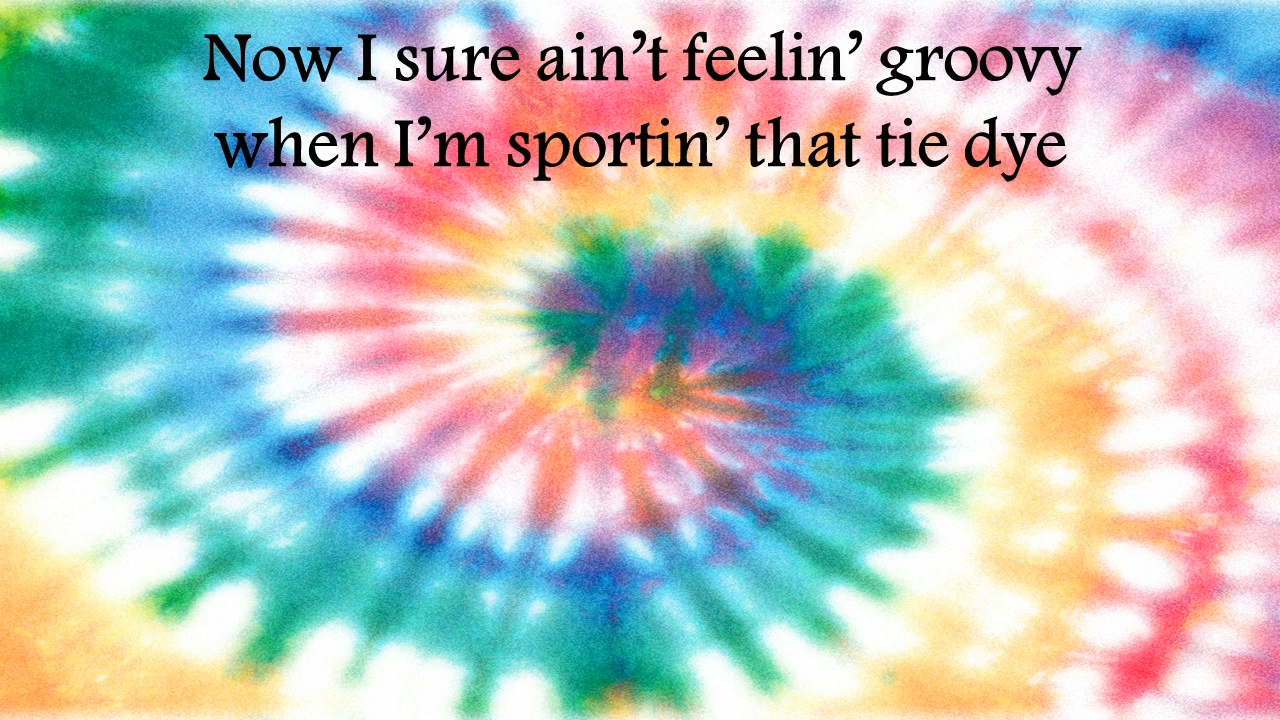 Now I sure ain’t feelin’ groovy
when I’m sportin’ that tie dye